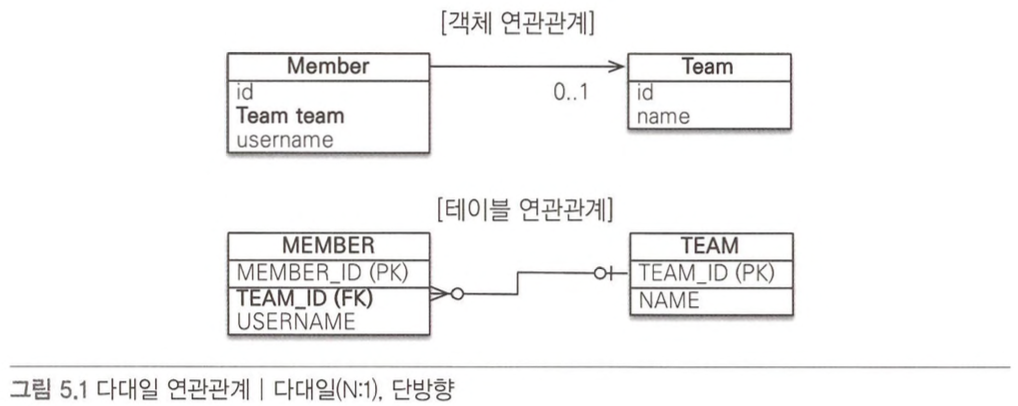 [객체 연관관계]
Member
id
Team team
username
0..1
Team
id
name
[테이블 연관관계]
MEMBER
MEMBER_ID (PK)
TEAM_ID (FK)
USERNAME
TEAM
TEAM_ID (PK)
NAME
그림 5.1 다대일 연관관계 | 다대일(N:1), 단방향